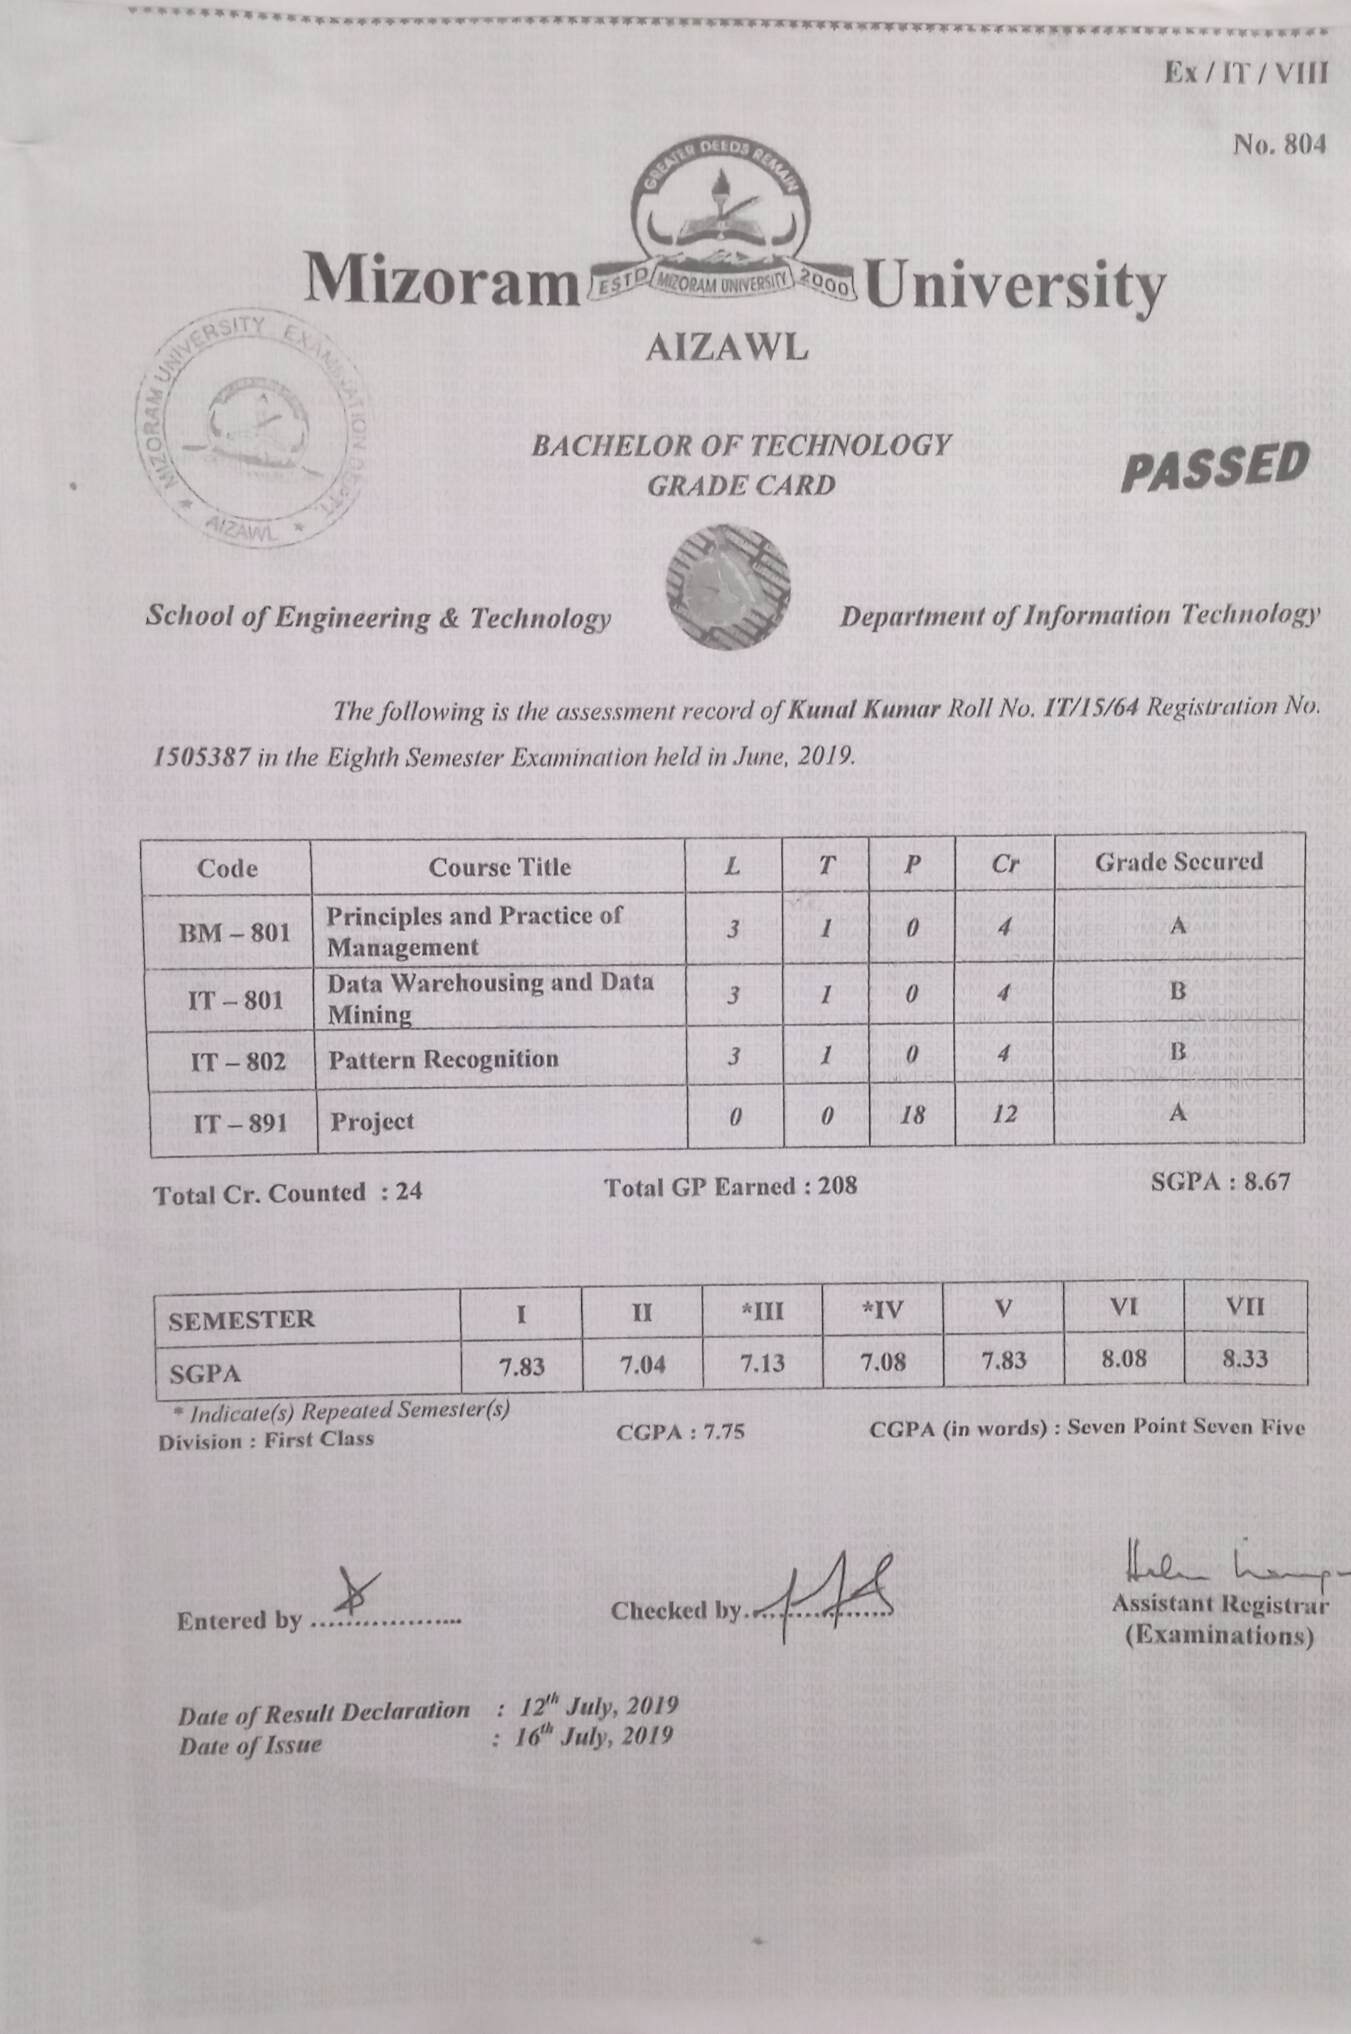 Ex / IT / VIII
No. 804
GREATER DEEDS REMAIN
Mizoram University
ESTD MIZORAM UNIVERSITY 2000
AIZAWL
MIZORAM UNIVERSITY EXAMINATION DEPTT.
* AIZAWL *
BACHELOR OF TECHNOLOGY
GRADE CARD
PASSED
School of Engineering & Technology Department of Information Technology
The following is the assessment record of Kunal Kumar Roll No. IT/15/64 Registration No.
1505387 in the Eighth Semester Examination held in June, 2019.
Code Course Title L T P Cr Grade Secured
BM – 801 Principles and Practice of Management 3 1 0 4 A
IT – 801 Data Warehousing and Data Mining 3 1 0 4 B
IT – 802 Pattern Recognition 3 1 0 4 B
IT – 891 Project 0 0 18 12 A
Total Cr. Counted : 24 Total GP Earned : 208 SGPA : 8.67
SEMESTER I II *III *IV V VI VII
SGPA 7.83 7.04 7.13 7.08 7.83 8.08 8.33
* Indicate(s) Repeated Semester(s)
Division : First Class CGPA : 7.75 CGPA (in words) : Seven Point Seven Five
Entered by .................. Checked by..................
Assistant Registrar
(Examinations)
Date of Result Declaration : 12th July, 2019
Date of Issue : 16th July, 2019